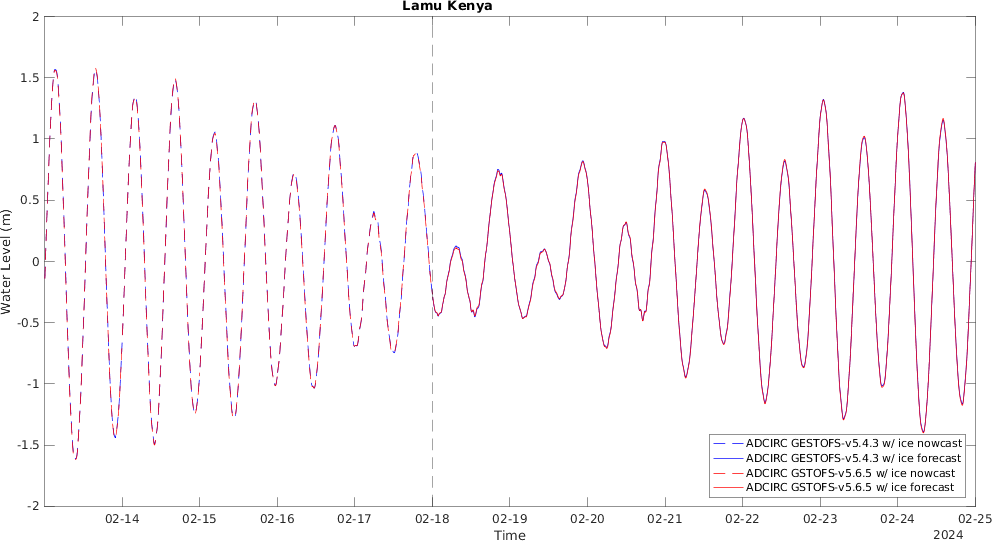 Lamu Kenya
2
1.5
1
0.5
0
-0.5
-1
-1.5
-2
Water Level (m)
02-14 02-15 02-16 02-17 02-18 02-19 02-20 02-21 02-22 02-23 02-24 02-25
Time
2024
ADCIRC GESTOFS-v5.4.3 w/ ice nowcast
ADCIRC GESTOFS-v5.4.3 w/ ice forecast
ADCIRC GSTOFS-v5.6.5 w/ ice nowcast
ADCIRC GSTOFS-v5.6.5 w/ ice forecast